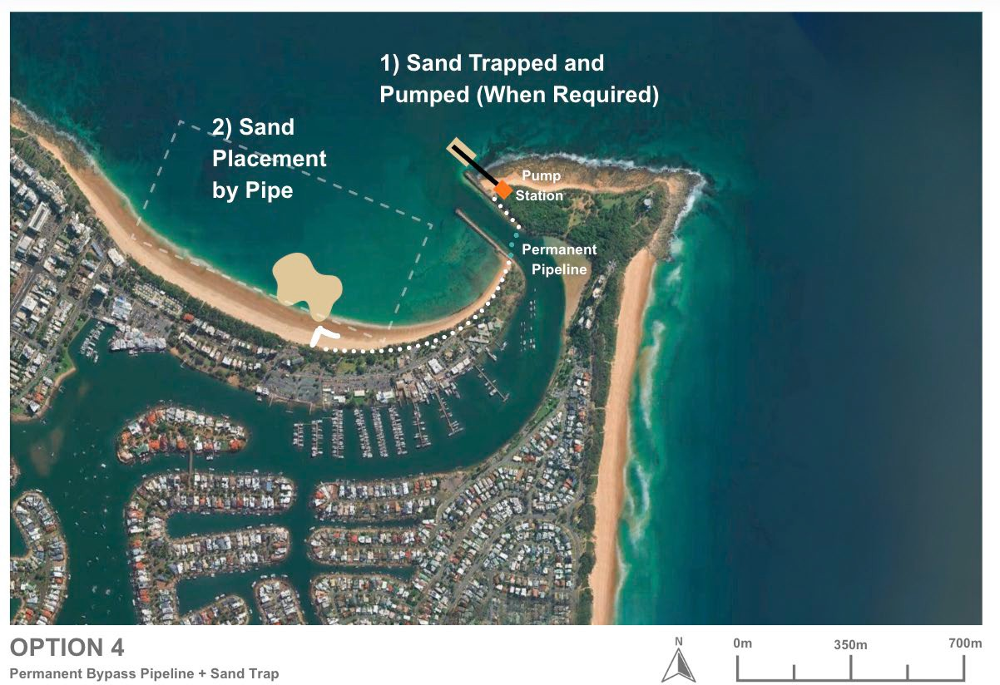 1) Sand Trapped and
Pumped (When Required)
2) Sand
Placement
by Pipe
Pump
Station
Permanent
Pipeline
OPTION 4
Permanent Bypass Pipeline + Sand Trap
N
0m 350m 700m